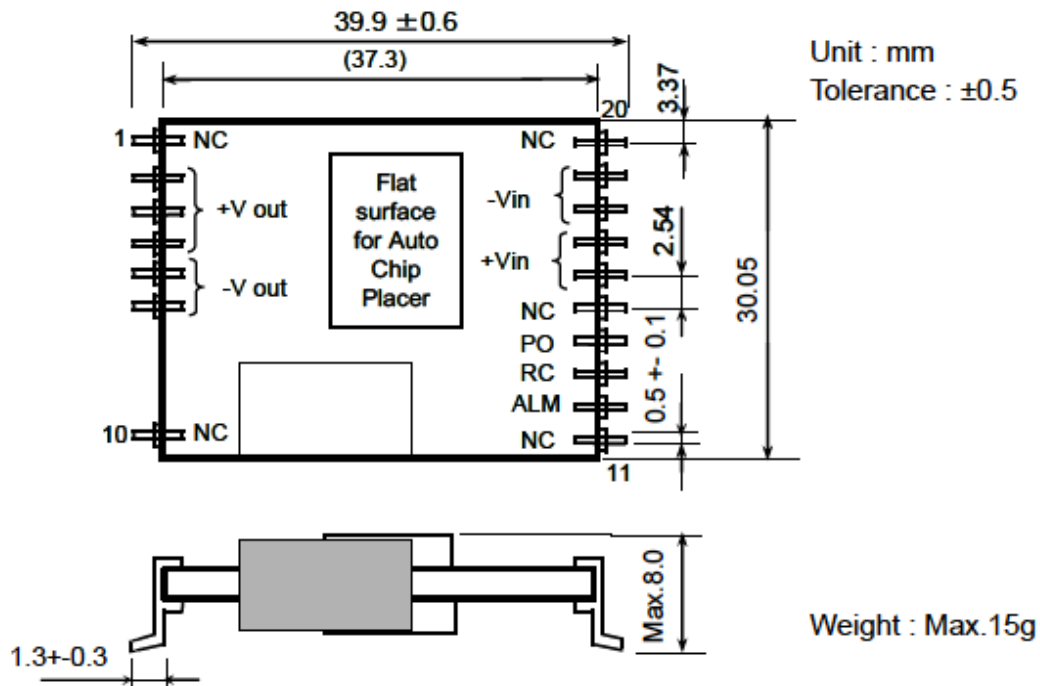 39.9 ±0.6
(37.3)
Unit : mm
Tolerance : ±0.5
3.37
20
1
NC
NC
Flat
surface
for Auto
Chip
Placer
+V out
-Vin
2.54
+Vin
-V out
30.05
NC
PO
RC
0.5 +- 0.1
ALM
10
NC
NC
11
Max.8.0
Weight : Max.15g
1.3+-0.3